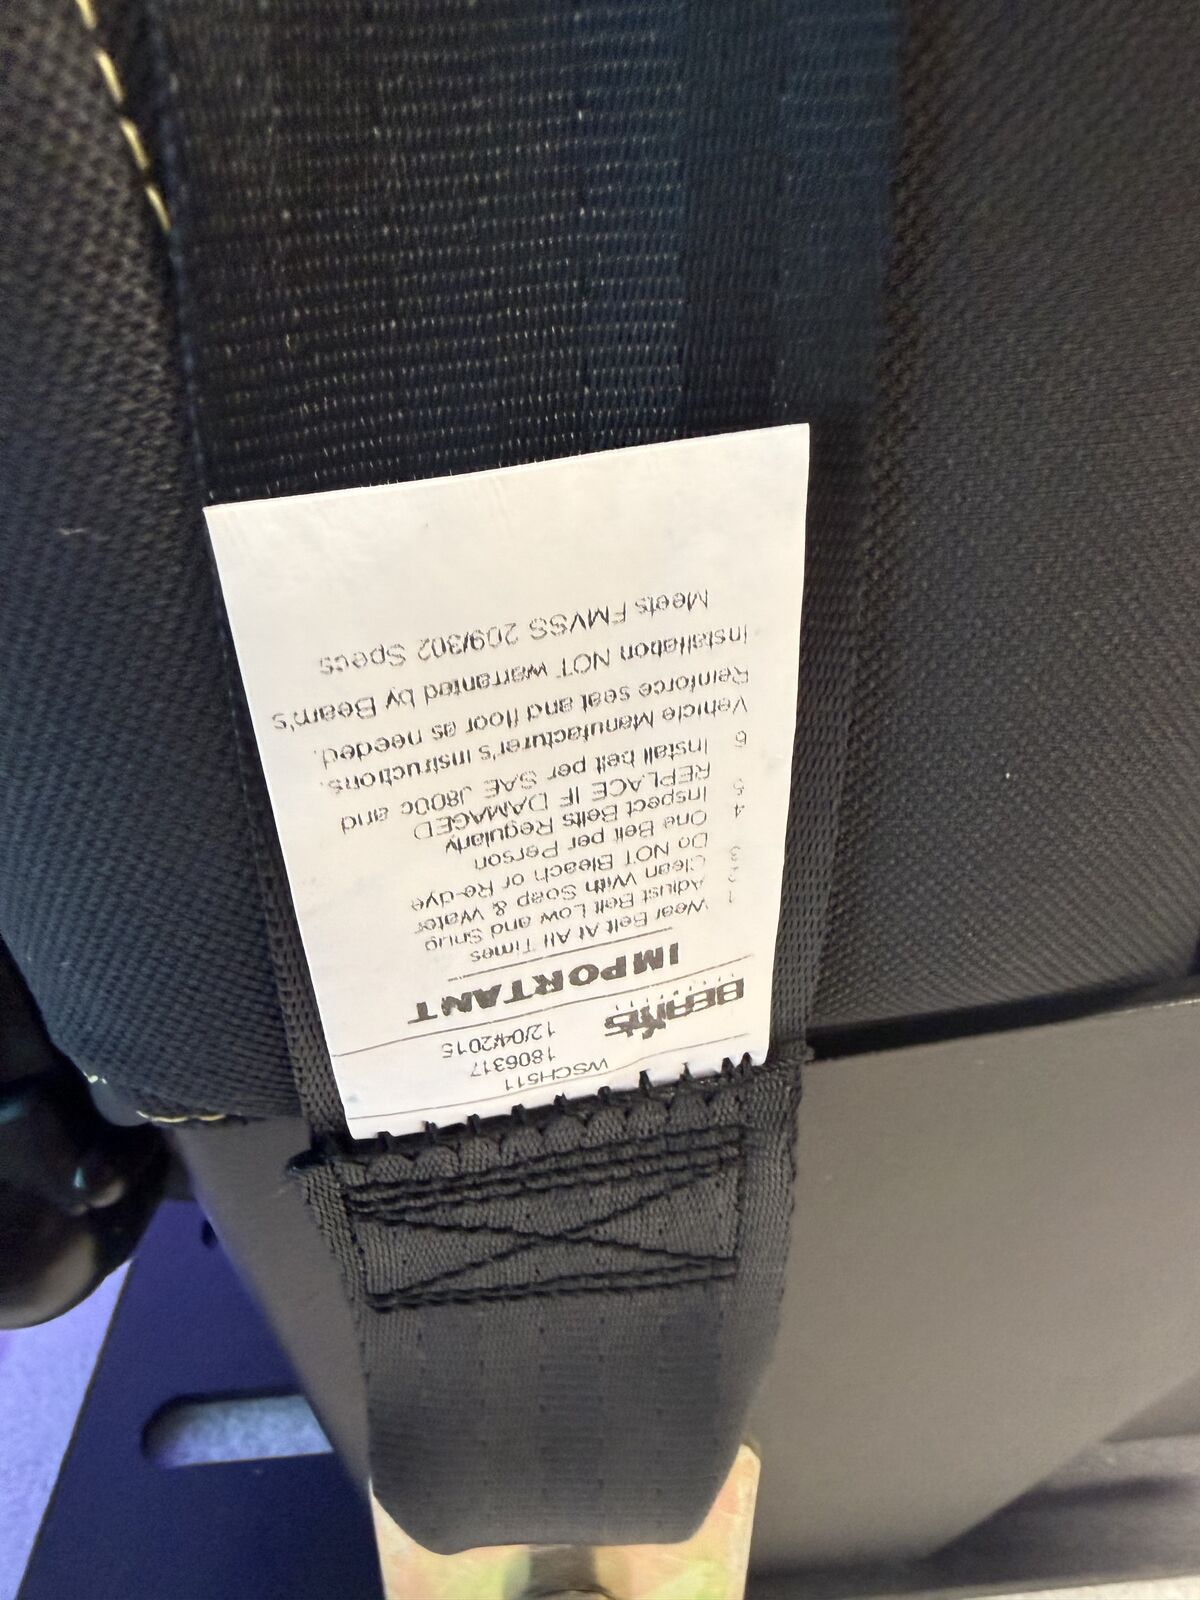 WSCH511
1806317
12/04/2015
BEAM'S
IMPORTANT
1 Wear Belt At All Times
2 Adjust Belt Low and Snug
3 Clean With Soap & Water
Do NOT Bleach or Re-dye
4 One Belt per Person
5 Inspect Belts Regularly
REPLACE IF DAMAGED
6 Install belt per SAE J800c and
Vehicle Manufacturer's instructions.
Reinforce seat and floor as needed.
Installation NOT warranted by Beam's
Meets FMVSS 209/302 Specs